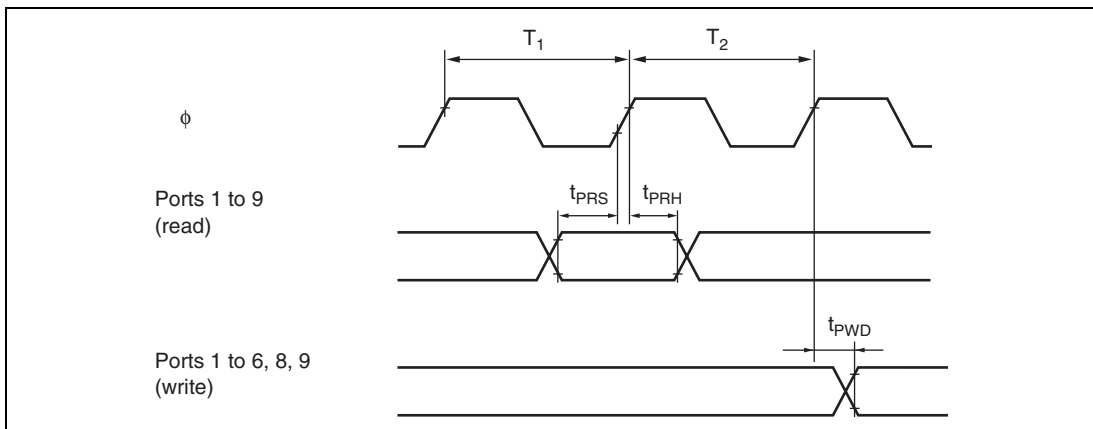 T1 T2
φ
Ports 1 to 9
(read)
tPRS tPRH
Ports 1 to 6, 8, 9
(write)
tPWD